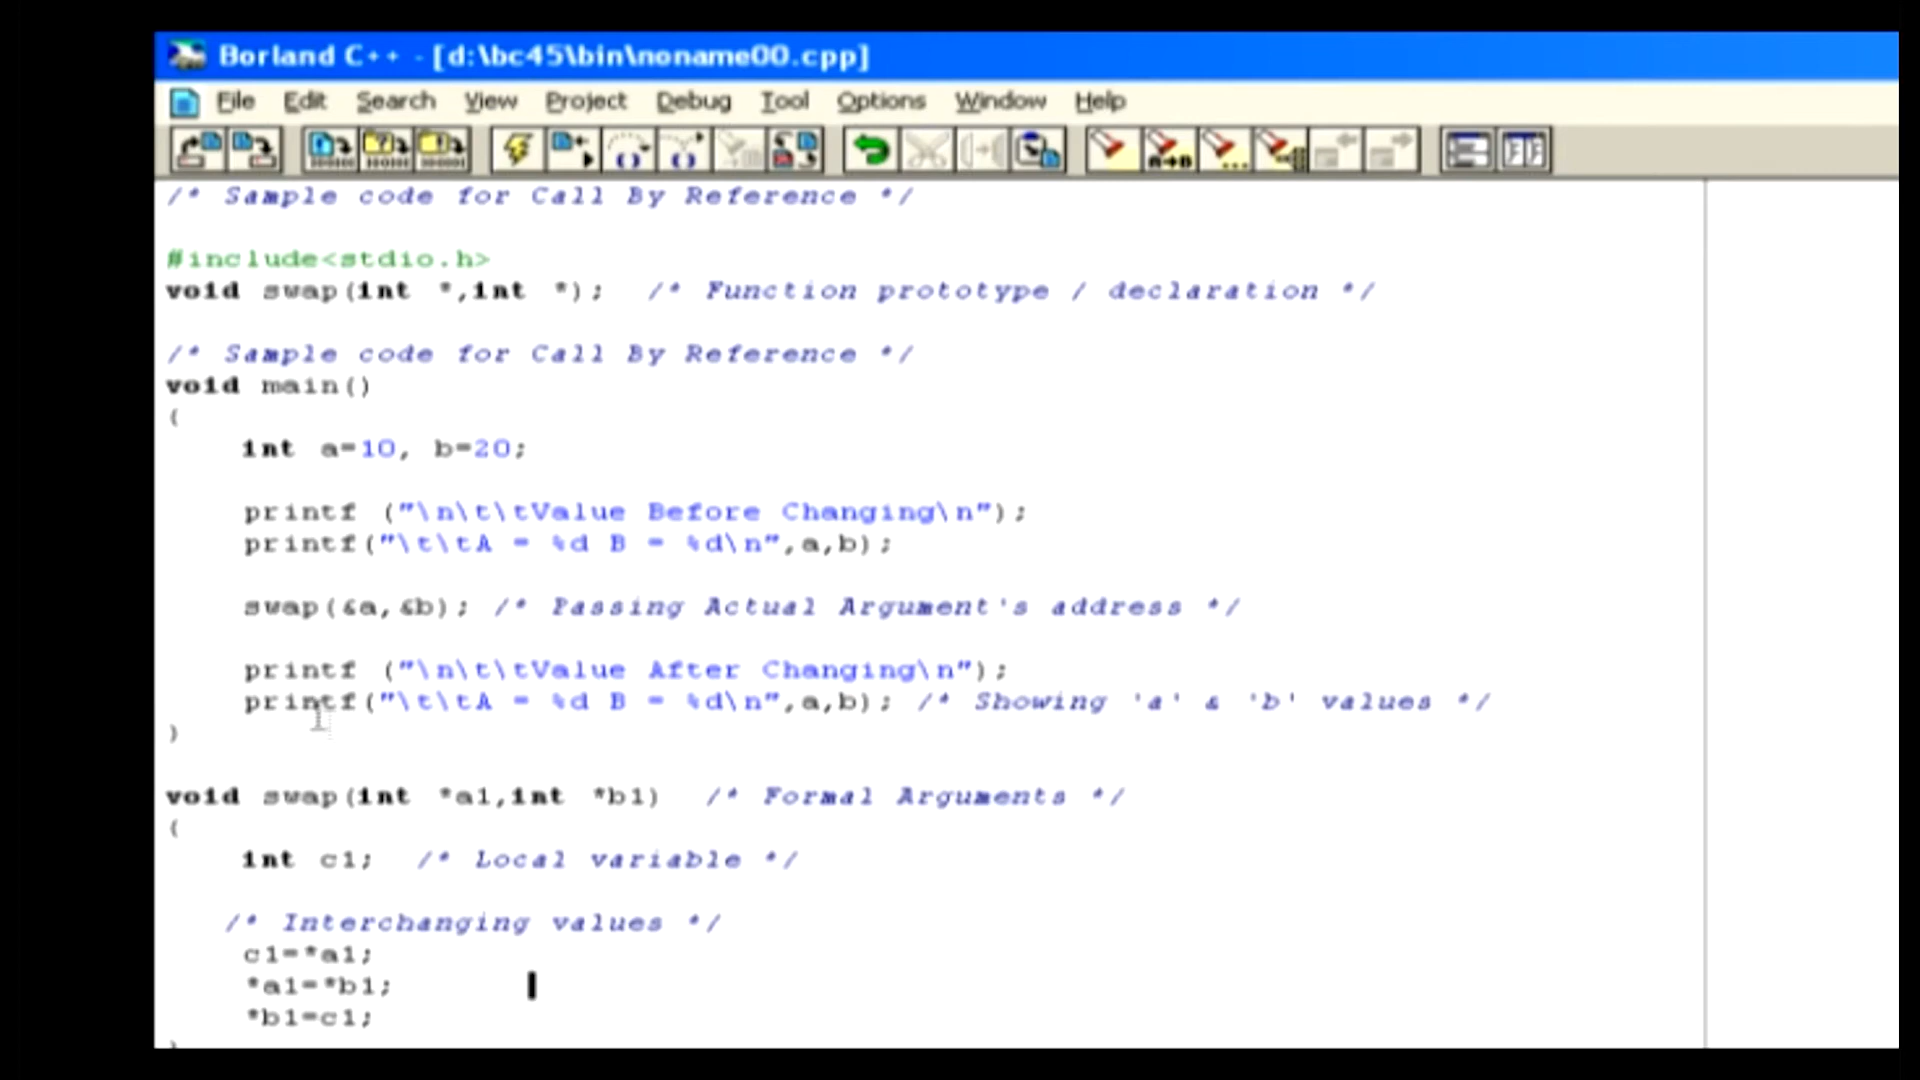 Borland C++ - [d:\bc45\bin\noname00.cpp]
File Edit Search View Project Debug Tool Options Window Help
/* Sample code for Call By Reference */
#include<stdio.h>
void swap(int *,int *); /* Function prototype / declaration */
/* Sample code for Call By Reference */
void main()
{
int a=10, b=20;
printf ("\n\t\tValue Before Changing\n");
printf("\t\tA = %d B = %d\n",a,b);
swap(&a,&b); /* Passing Actual Argument's address */
printf ("\n\t\tValue After Changing\n");
printf("\t\tA = %d B = %d\n",a,b); /* Showing 'a' & 'b' values */
}
void swap(int *a1,int *b1) /* Formal Arguments */
{
int c1; /* Local variable */
/* Interchanging values */
c1=*a1;
*a1=*b1;
*b1=c1;